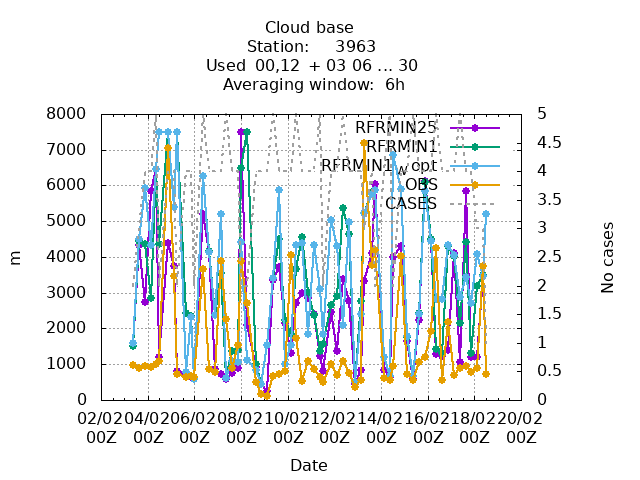 Cloud base
Station: 3963
Used 00,12 + 03 06 ... 30
Averaging window: 6h
8000
7000
6000
5000
4000
3000
2000
1000
0
m
5
4.5
4
3.5
3
2.5
2
1.5
1
0.5
0
No cases
RFRMIN25
RFRMIN1
RFRMIN1_w_opt
OBS
CASES
02/02 04/02 06/02 08/02 10/02 12/02 14/02 16/02 18/02 20/02
00Z 00Z 00Z 00Z 00Z 00Z 00Z 00Z 00Z 00Z
Date